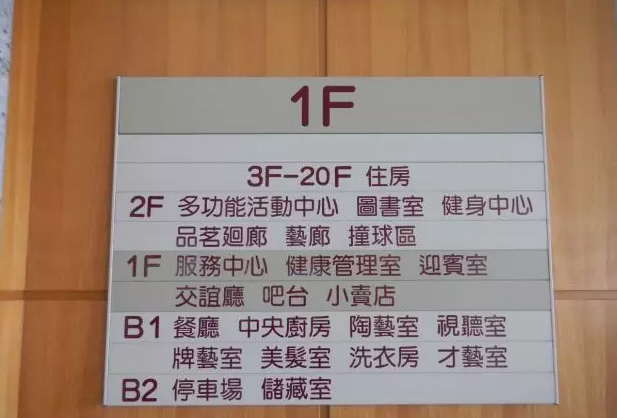 1F
3F-20F 住房
2F 多功能活動中心 圖書室 健身中心
品茗廻廊 藝廊 撞球區
1F 服務中心 健康管理室 迎賓室
交誼廳 吧台 小賣店
B1 餐廳 中央廚房 陶藝室 視聽室
牌藝室 美髮室 洗衣房 才藝室
B2 停車場 儲藏室